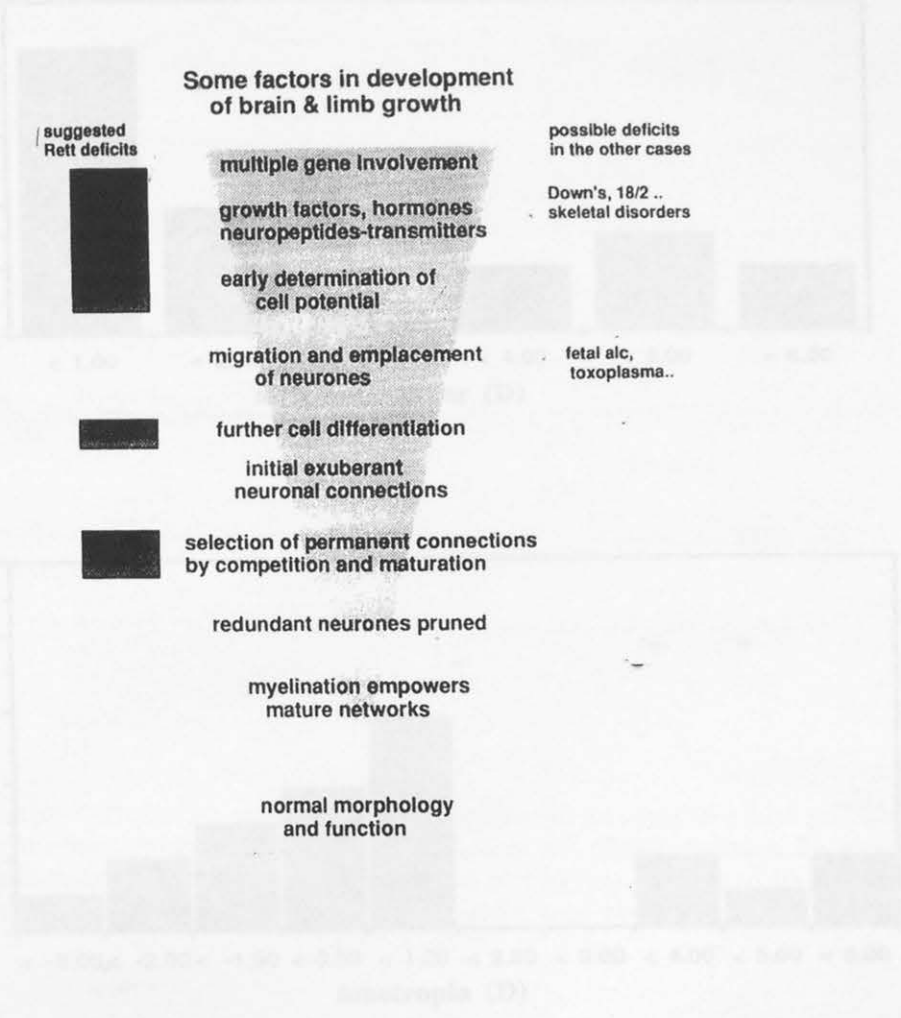 Some factors in development
of brain & limb growth
suggested
Rett deficits
possible deficits
in the other cases
multiple gene Involvement
Down's, 18/2 ..
skeletal disorders
growth factors, hormones
neuropeptides-transmitters
early determination of
cell potential
migration and emplacement
of neurones
fetal alc,
toxoplasma..
further cell differentiation
initial exuberant
neuronal connections
selection of permanent connections
by competition and maturation
redundant neurones pruned
myelination empowers
mature networks
normal morphology
and function